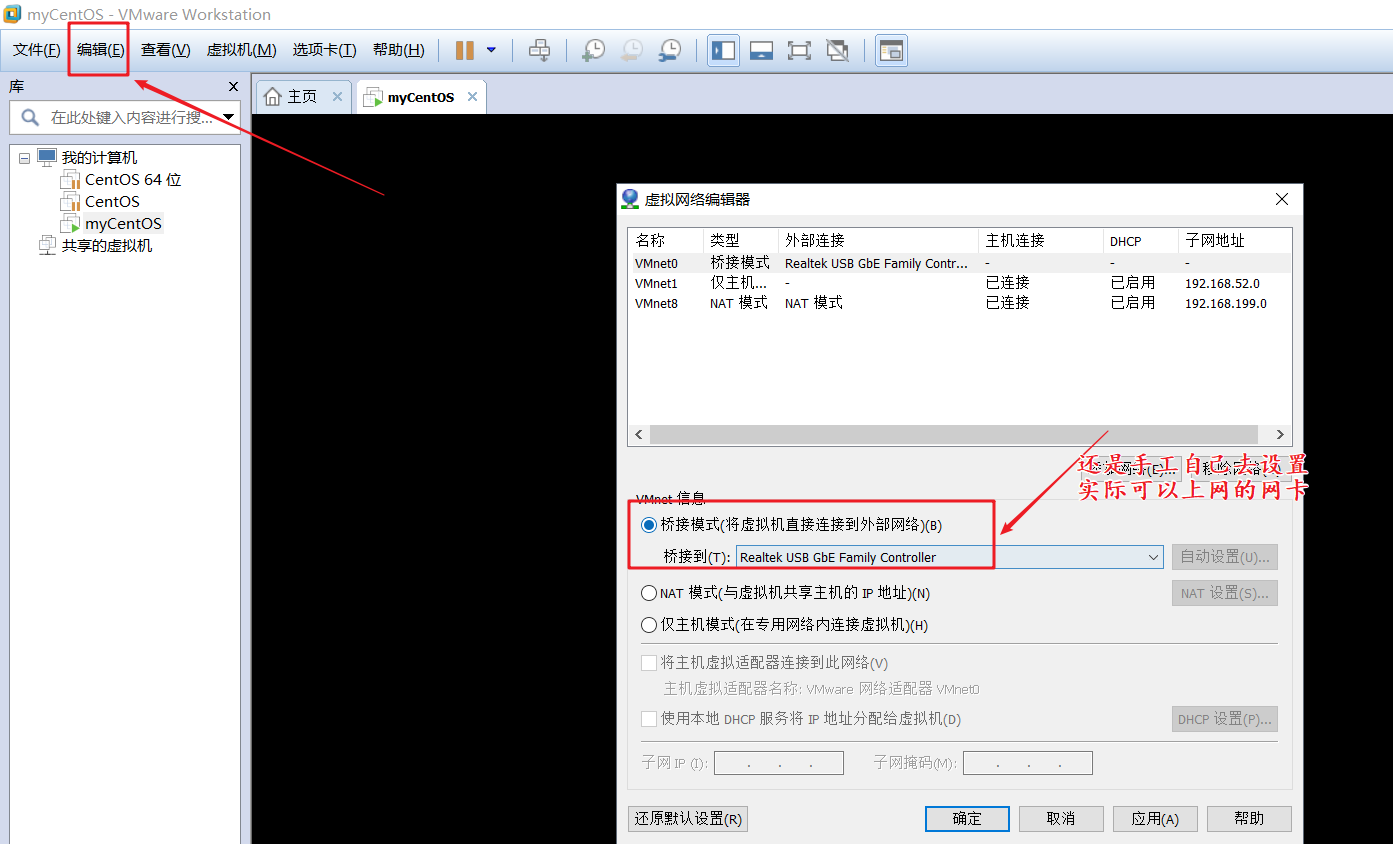 myCentOS - VMware Workstation
文件(F) 编辑(E) 查看(V) 虚拟机(M) 选项卡(T) 帮助(H)
库
在此处键入内容进行搜...
我的计算机
CentOS 64 位
CentOS
myCentOS
共享的虚拟机
主页
myCentOS
虚拟网络编辑器
名称 类型 外部连接 主机连接 DHCP 子网地址
VMnet0 桥接模式 Realtek USB GbE Family Contr... - - -
VMnet1 仅主机... - 已连接 已启用 192.168.52.0
VMnet8 NAT 模式 NAT 模式 已连接 已启用 192.168.199.0
还是手工自己去设置
实际可以上网的网卡
VMnet 信息
桥接模式(将虚拟机直接连接到外部网络)(B)
桥接到(T): Realtek USB GbE Family Controller 自动设置(U)...
NAT 模式(与虚拟机共享主机的 IP 地址)(N) NAT 设置(S)...
仅主机模式(在专用网络内连接虚拟机)(H)
将主机虚拟适配器连接到此网络(V)
主机虚拟适配器名称: VMware 网络适配器 VMnet0
使用本地 DHCP 服务将 IP 地址分配给虚拟机(D) DHCP 设置(P)...
子网 IP (I): . . . 子网掩码(M): . . .
还原默认设置(R) 确定 取消 应用(A) 帮助